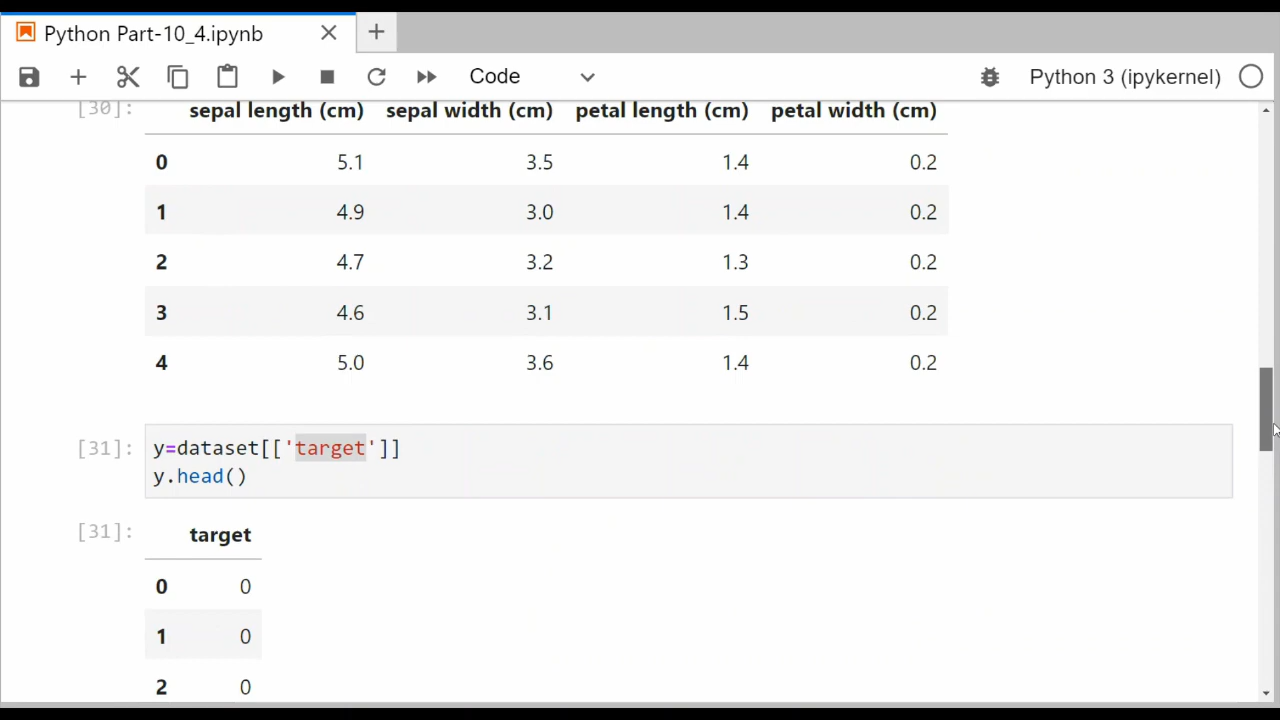 Python Part-10_4.ipynb
Code
Python 3 (ipykernel)
[30]:
sepal length (cm) sepal width (cm) petal length (cm) petal width (cm)
0 5.1 3.5 1.4 0.2
1 4.9 3.0 1.4 0.2
2 4.7 3.2 1.3 0.2
3 4.6 3.1 1.5 0.2
4 5.0 3.6 1.4 0.2
[31]: y=dataset[['target']]
y.head()
[31]:
target
0 0
1 0
2 0